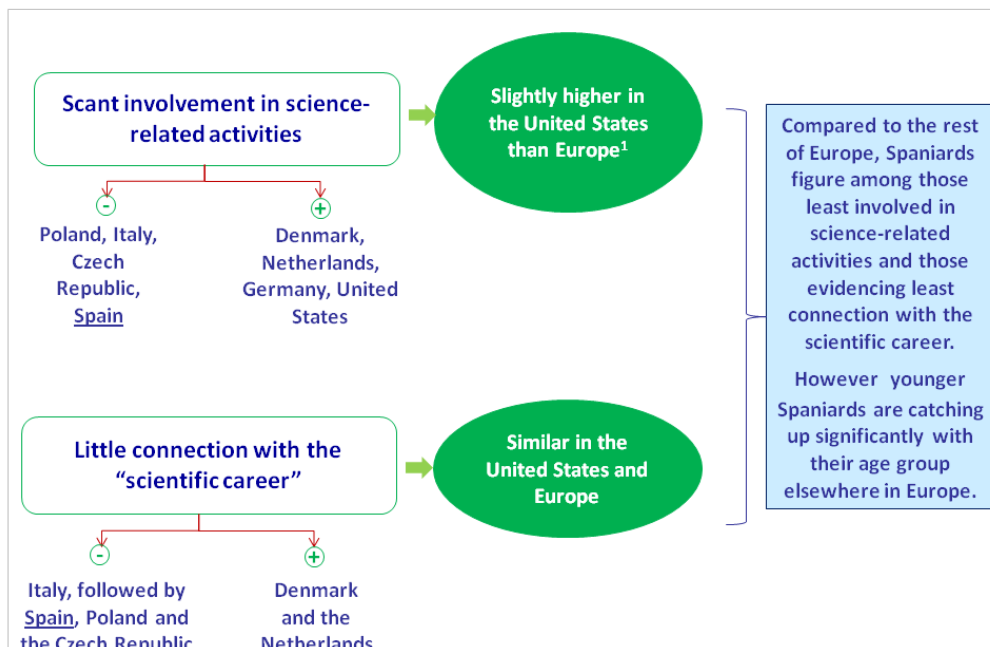 Scant involvement in science-
related activities
Slightly higher in
the United States
than Europe¹
-
+
Poland, Italy,
Czech
Republic,
Spain
Denmark,
Netherlands,
Germany, United
States
Little connection with the
“scientific career”
Similar in the
United States and
Europe
-
+
Italy, followed by
Spain, Poland and
the Czech Republic
Denmark
and the
Netherlands
Compared to the rest
of Europe, Spaniards
figure among those
least involved in
science-related
activities and those
evidencing least
connection with the
scientific career.
However younger
Spaniards are catching
up significantly with
their age group
elsewhere in Europe.